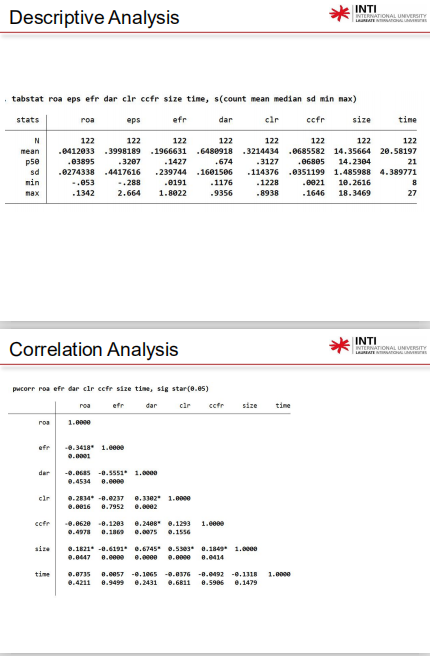 Descriptive Analysis
INTI
INTERNATIONAL UNIVERSITY
LAUREATE INTERNATIONAL UNIVERSITIES
. tabstat roa eps efr dar clr ccfr size time, s(count mean median sd min max)
stats roa eps efr dar clr ccfr size time
N 122 122 122 122 122 122 122 122
mean .0412033 .3998189 .1966631 .6480918 .3214434 .0685582 14.35664 20.58197
p50 .03895 .3207 .1427 .674 .3127 .06805 14.2304 21
sd .0274338 .4417616 .239744 .1601506 .114376 .0351199 1.485988 4.389771
min -.053 -.288 .0191 .1176 .1228 .0021 10.2616 8
max .1342 2.664 1.8022 .9356 .8938 .1646 18.3469 27
Correlation Analysis
INTI
INTERNATIONAL UNIVERSITY
LAUREATE INTERNATIONAL UNIVERSITIES
pwcorr roa efr dar clr ccfr size time, sig star(0.05)
roa efr dar clr ccfr size time
roa 1.0000
efr -0.3418* 1.0000
0.0001
dar -0.0685 -0.5551* 1.0000
0.4534 0.0000
clr 0.2834* -0.0237 0.3302* 1.0000
0.0016 0.7952 0.0002
ccfr -0.0620 -0.1203 0.2408* 0.1293 1.0000
0.4978 0.1869 0.0075 0.1556
size 0.1821* -0.6191* 0.6745* 0.5303* 0.1849* 1.0000
0.0447 0.0000 0.0000 0.0000 0.0414
time 0.0735 0.0057 -0.1065 -0.0376 -0.0492 -0.1318 1.0000
0.4211 0.9499 0.2431 0.6811 0.5906 0.1479